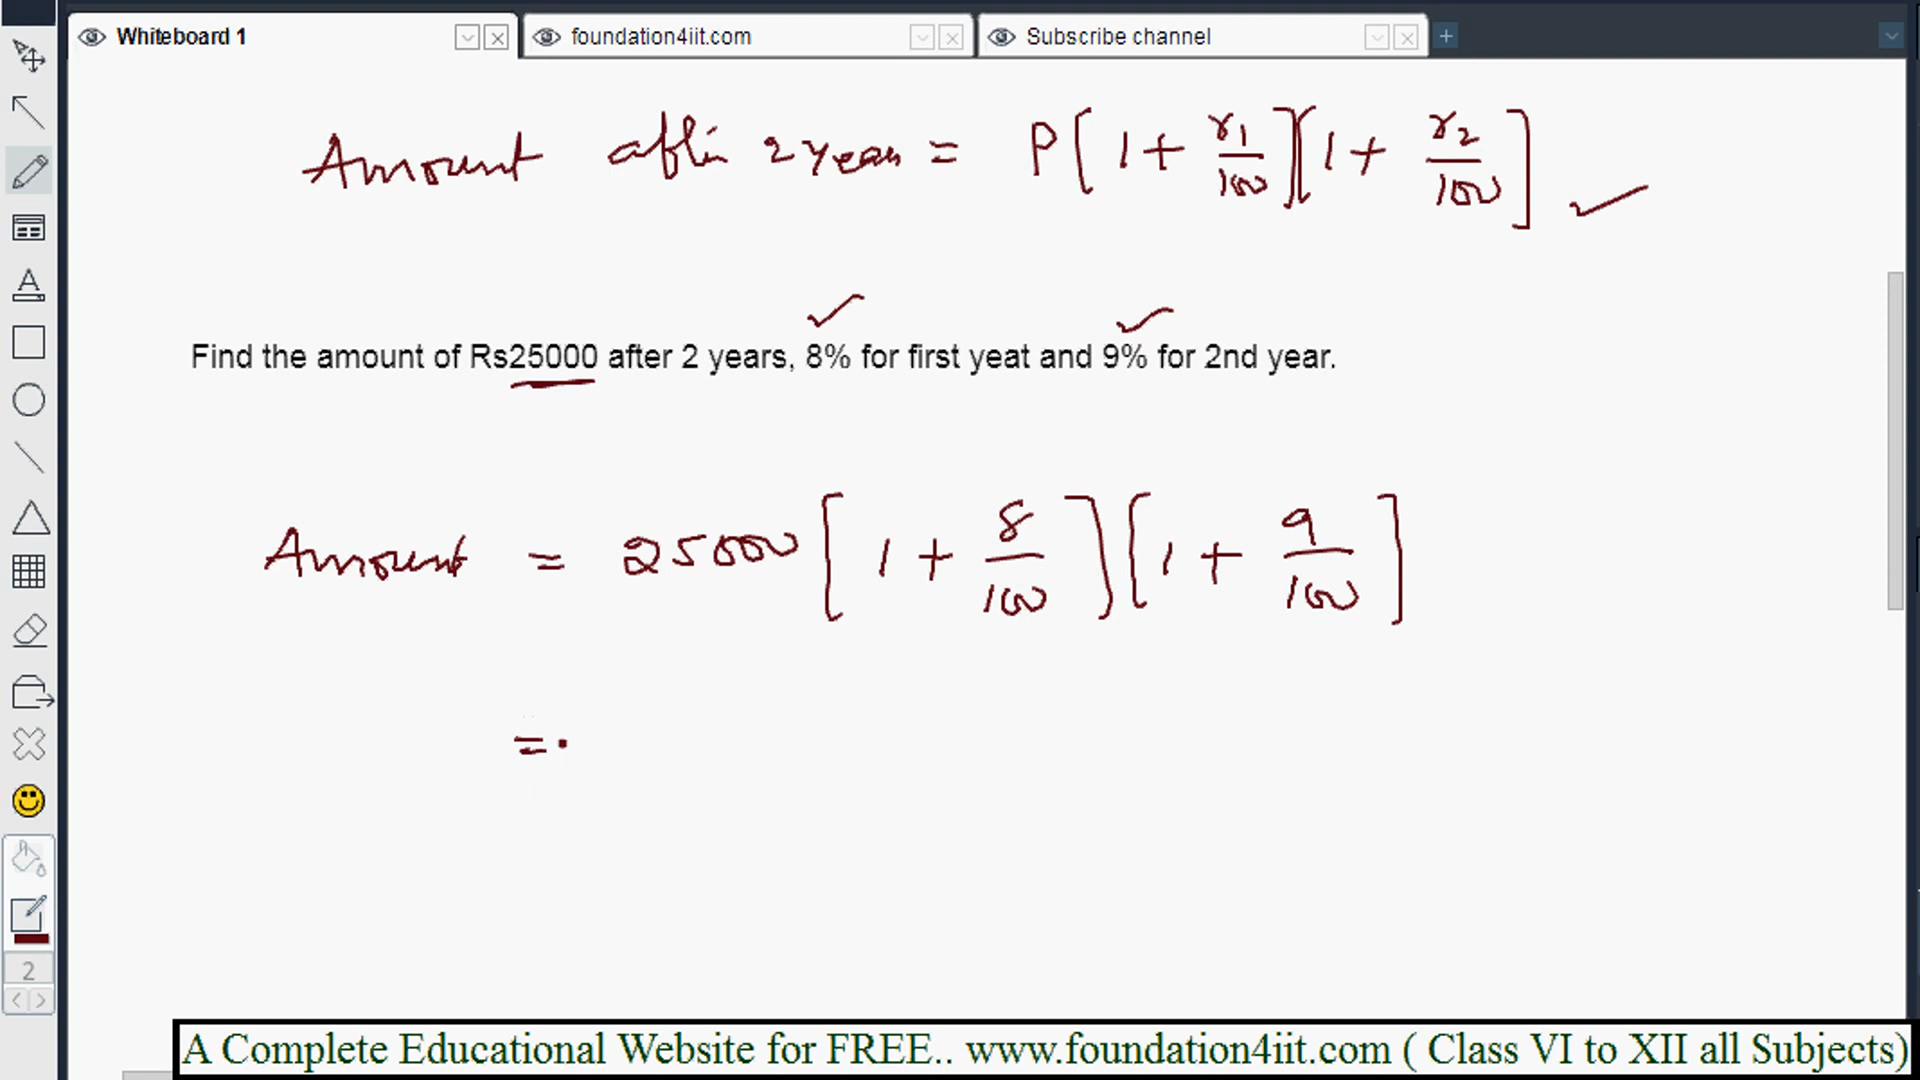 Whiteboard 1 foundation4iit.com Subscribe channel
Amount after 2 years = P[1 + r1/100][1 + r2/100]
Find the amount of Rs25000 after 2 years, 8% for first yeat and 9% for 2nd year.
Amount = 25000[1 + 8/100][1 + 9/100]
=
2
A Complete Educational Website for FREE.. www.foundation4iit.com ( Class VI to XII all Subjects)